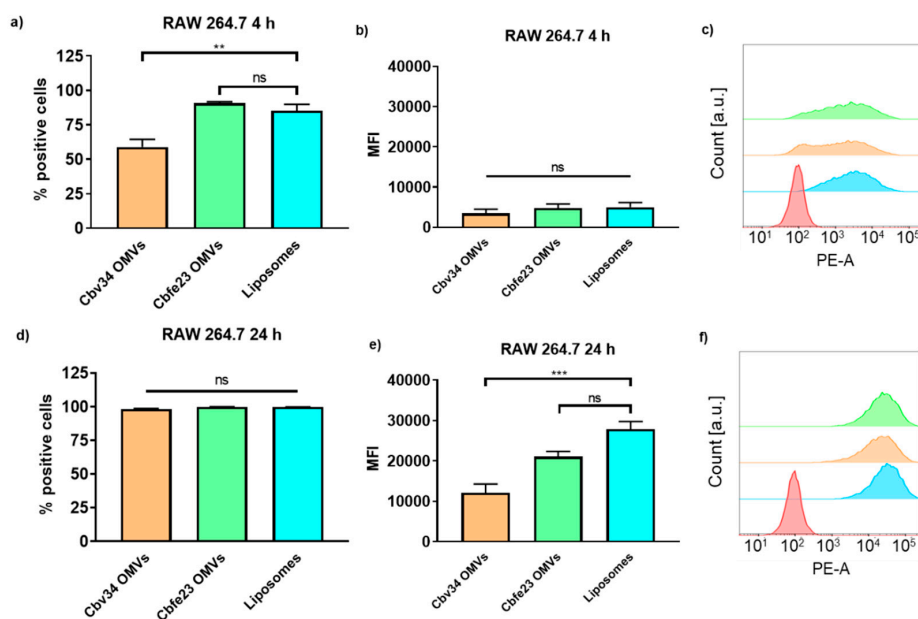 a)
RAW 264.7 4 h
**
ns
125
100
75
50
25
0
% positive cells
Cbv34 OMVs
Cbfe23 OMVs
Liposomes
b)
RAW 264.7 4 h
ns
40000
30000
20000
10000
0
MFI
Cbv34 OMVs
Cbfe23 OMVs
Liposomes
c)
Count [a.u.]
10¹ 10² 10³ 10⁴ 10⁵
PE-A
d)
RAW 264.7 24 h
ns
125
100
75
50
25
0
% positive cells
Cbv34 OMVs
Cbfe23 OMVs
Liposomes
e)
RAW 264.7 24 h
***
ns
40000
30000
20000
10000
0
MFI
Cbv34 OMVs
Cbfe23 OMVs
Liposomes
f)
Count [a.u.]
10¹ 10² 10³ 10⁴ 10⁵
PE-A